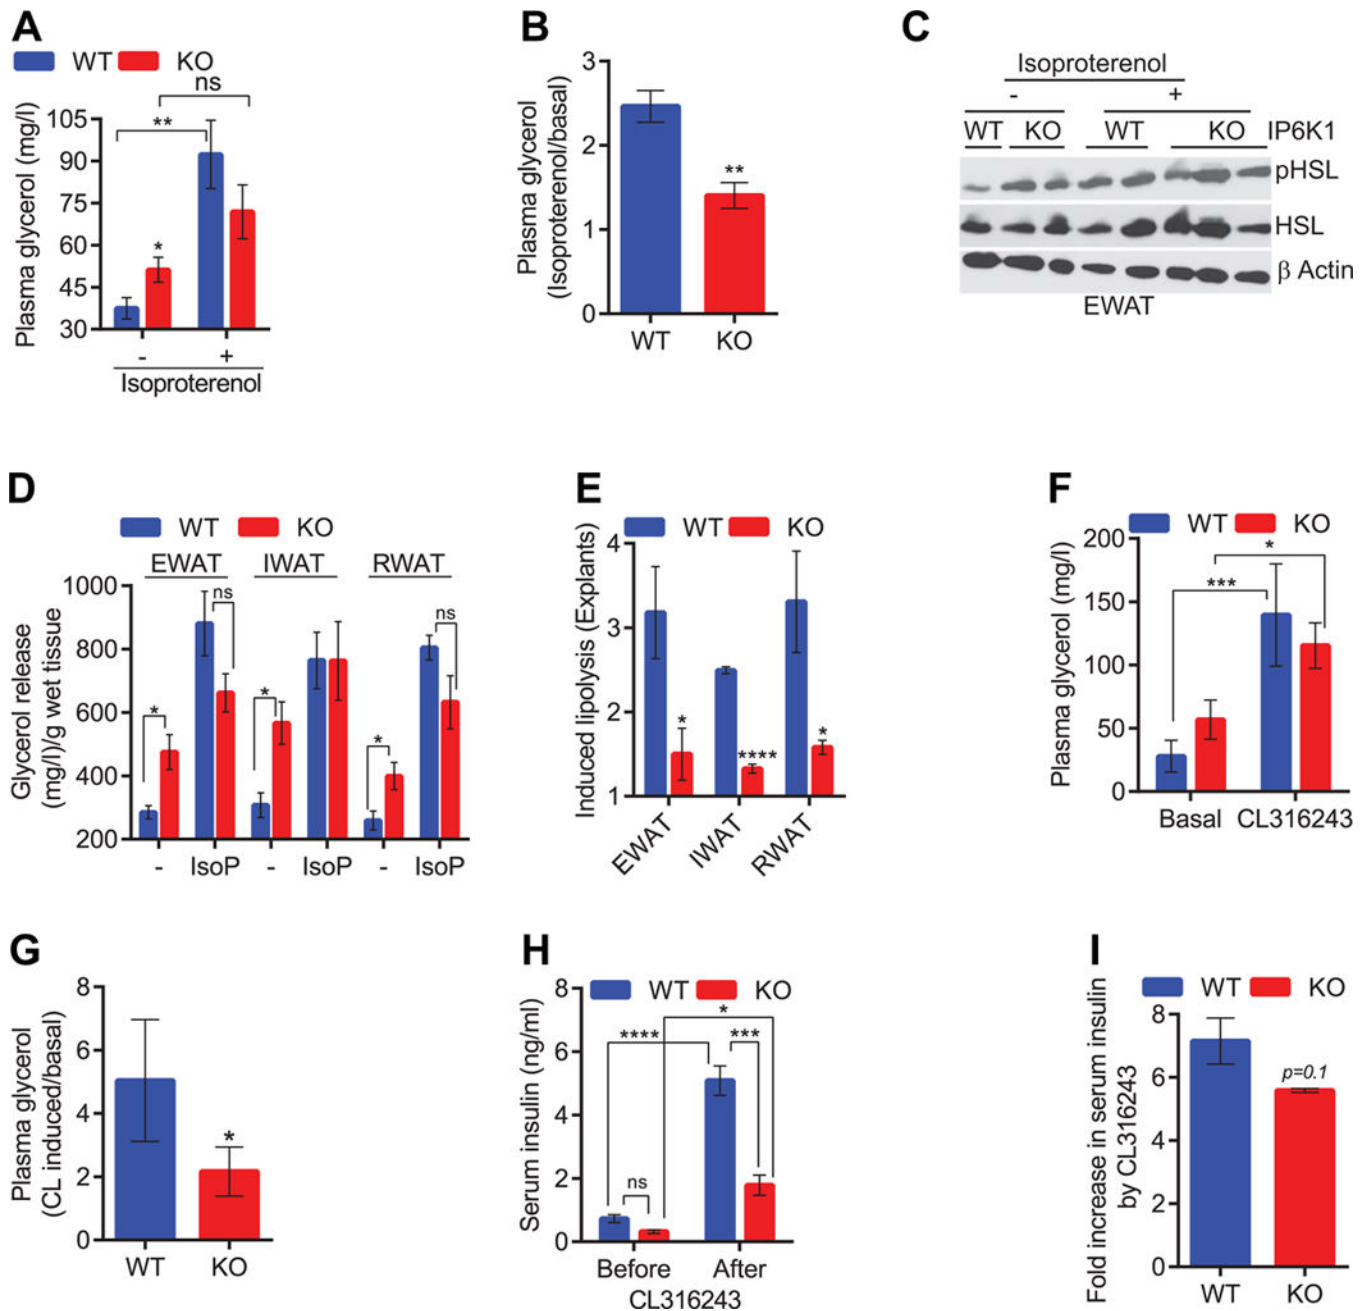 A
WT KO
ns
**
*
Plasma glycerol (mg/l)
105
90
75
60
45
30
- +
Isoproterenol
B
Plasma glycerol
(Isoproterenol/basal)
3
2
1
0
**
WT KO
C
Isoproterenol
- +
WT KO WT KO IP6K1
pHSL
HSL
β Actin
EWAT
D
WT KO
EWAT IWAT RWAT
Glycerol release
(mg/l)/g wet tissue
1000
800
600
400
200
* ns * * ns
- IsoP - IsoP - IsoP
E
WT KO
Induced lipolysis (Explants)
4
3
2
1
* **** *
EWAT IWAT RWAT
F
WT KO
Plasma glycerol (mg/l)
200
150
100
50
0
*
***
Basal CL316243
G
Plasma glycerol
(CL induced/basal)
8
6
4
2
0
*
WT KO
H
WT KO
Serum insulin (ng/ml)
8
6
4
2
0
*
**** ***
ns
Before After
CL316243
I
WT KO
Fold increase in serum insulin
by CL316243
8
6
4
2
0
p=0.1
WT KO